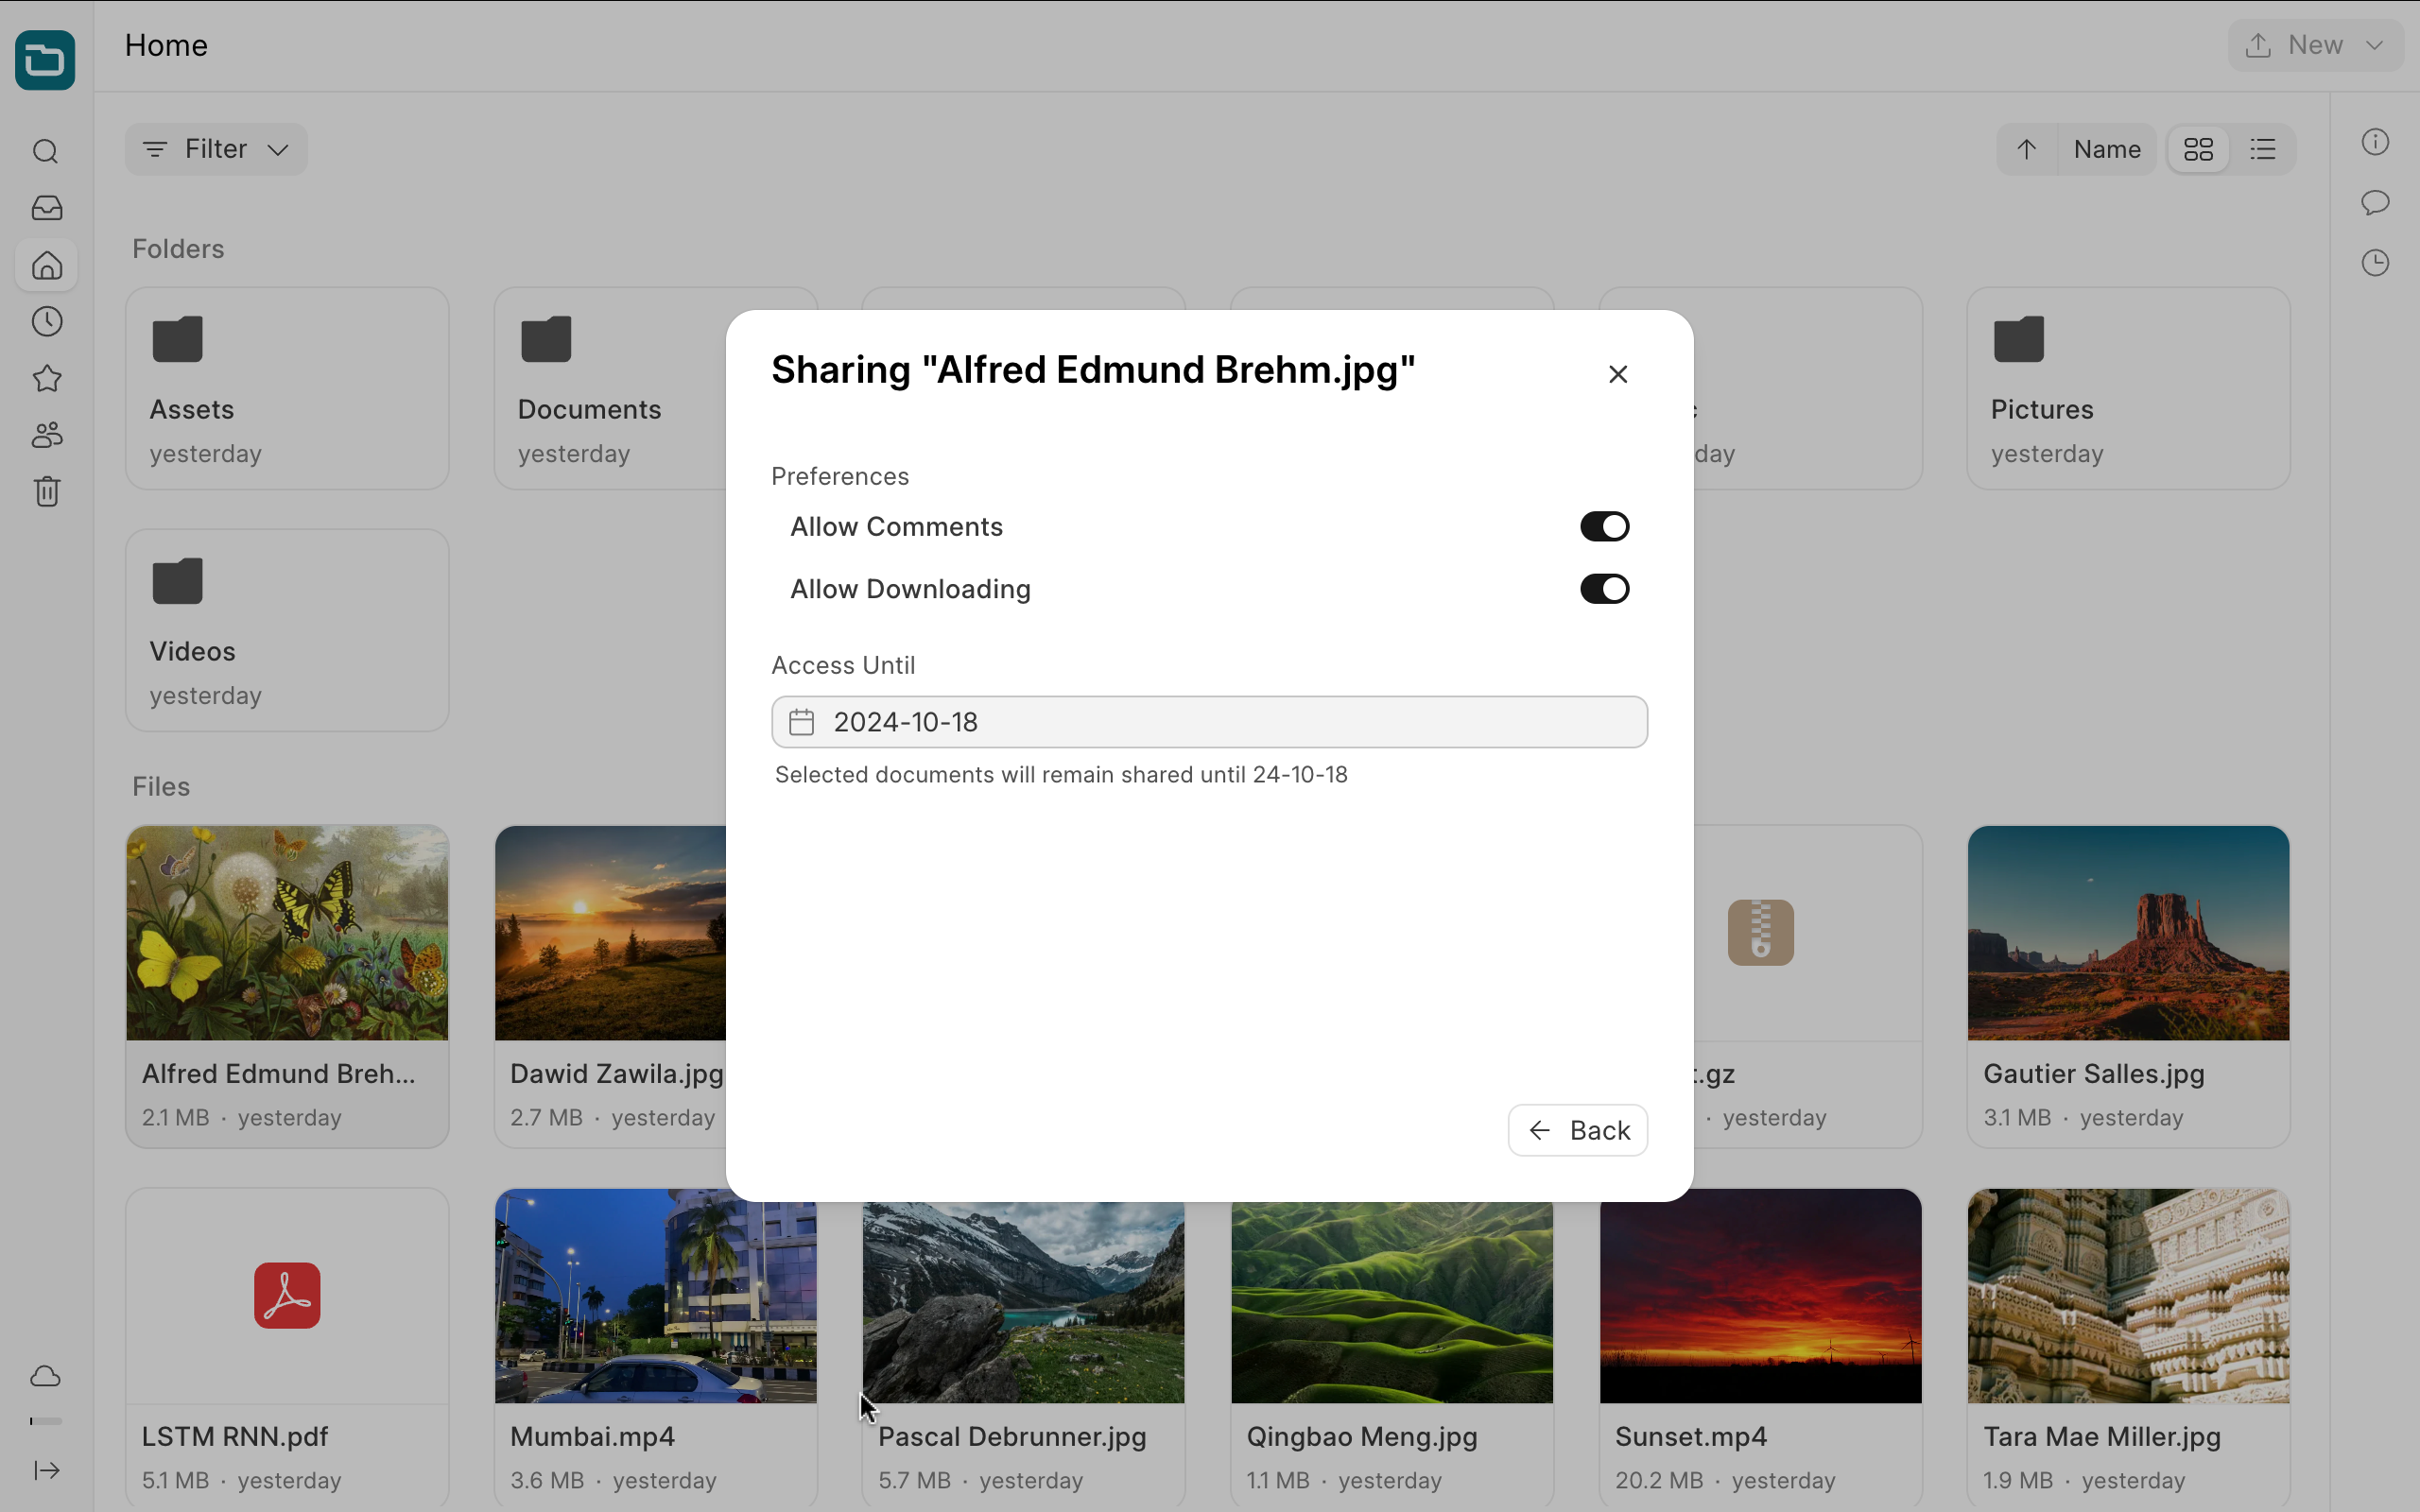 Home
New
Filter
Name
Folders
Assets
yesterday
Documents
yesterday
Pictures
yesterday
Videos
yesterday
Sharing "Alfred Edmund Brehm.jpg"
Preferences
Allow Comments
Allow Downloading
Access Until
2024-10-18
Selected documents will remain shared until 24-10-18
Back
Files
Alfred Edmund Breh...
2.1 MB · yesterday
Dawid Zawila.jpg
2.7 MB · yesterday
.gz
· yesterday
Gautier Salles.jpg
3.1 MB · yesterday
LSTM RNN.pdf
5.1 MB · yesterday
Mumbai.mp4
3.6 MB · yesterday
Pascal Debrunner.jpg
5.7 MB · yesterday
Qingbao Meng.jpg
1.1 MB · yesterday
Sunset.mp4
20.2 MB · yesterday
Tara Mae Miller.jpg
1.9 MB · yesterday